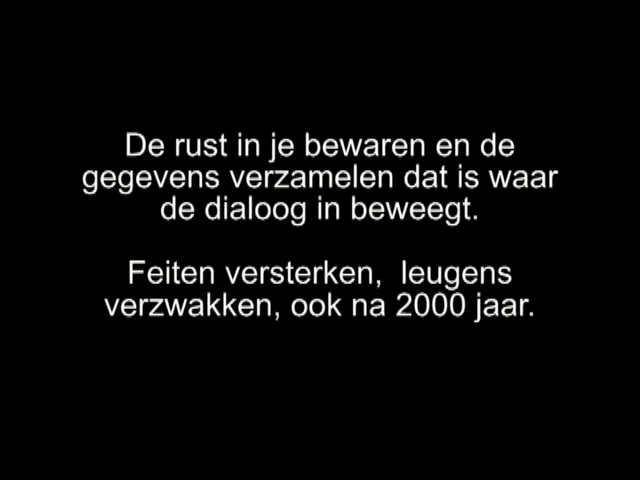 De rust in je bewaren en de
gegevens verzamelen dat is waar
de dialoog in beweegt.
Feiten versterken,  leugens
verzwakken, ook na 2000 jaar.